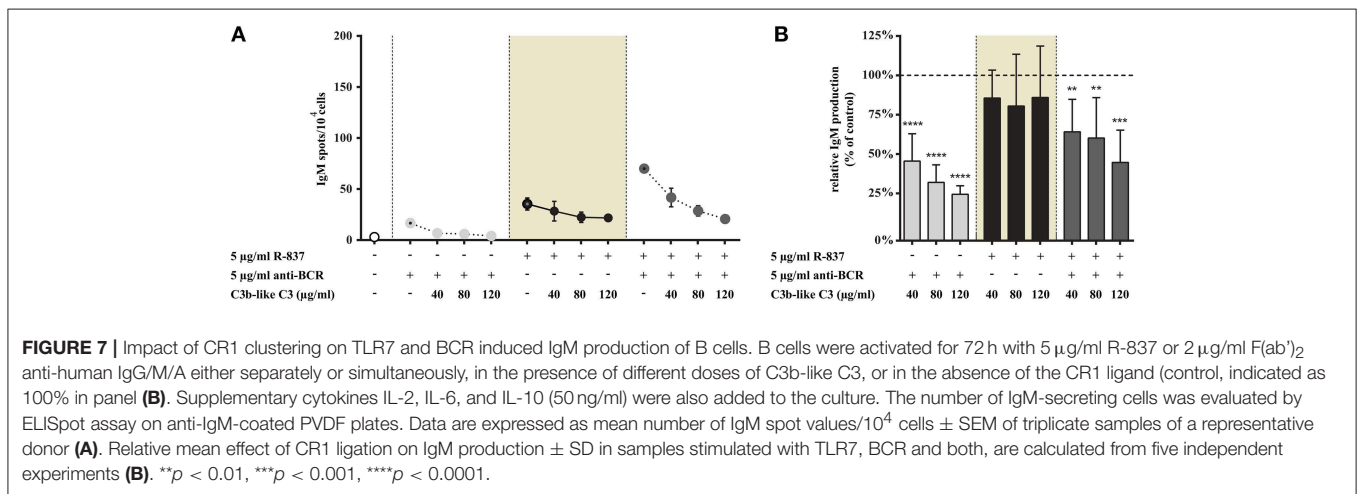 A
200
150
100
50
0
IgM spots/10⁴ cells
5 µg/ml R-837 - - - - - + + + + + + + +
5 µg/ml anti-BCR - + + + + - - - - + + + +
C3b-like C3 (µg/ml) - - 40 80 120 - 40 80 120 - 40 80 120
B
125%
100%
75%
50%
25%
0%
relative IgM production
(% of control)
**** **** **** ** ** ***
5 µg/ml R-837 - - - + + + + + +
5 µg/ml anti-BCR + + + - - - + + +
C3b-like C3 (µg/ml) 40 80 120 40 80 120 40 80 120
FIGURE 7 | Impact of CR1 clustering on TLR7 and BCR induced IgM production of B cells. B cells were activated for 72 h with 5 µg/ml R-837 or 2 µg/ml F(ab’)₂
anti-human IgG/M/A either separately or simultaneously, in the presence of different doses of C3b-like C3, or in the absence of the CR1 ligand (control, indicated as
100% in panel (B). Supplementary cytokines IL-2, IL-6, and IL-10 (50 ng/ml) were also added to the culture. The number of IgM-secreting cells was evaluated by
ELISpot assay on anti-IgM-coated PVDF plates. Data are expressed as mean number of IgM spot values/10⁴ cells ± SEM of triplicate samples of a representative
donor (A). Relative mean effect of CR1 ligation on IgM production ± SD in samples stimulated with TLR7, BCR and both, are calculated from five independent
experiments (B). **p < 0.01, ***p < 0.001, ****p < 0.0001.